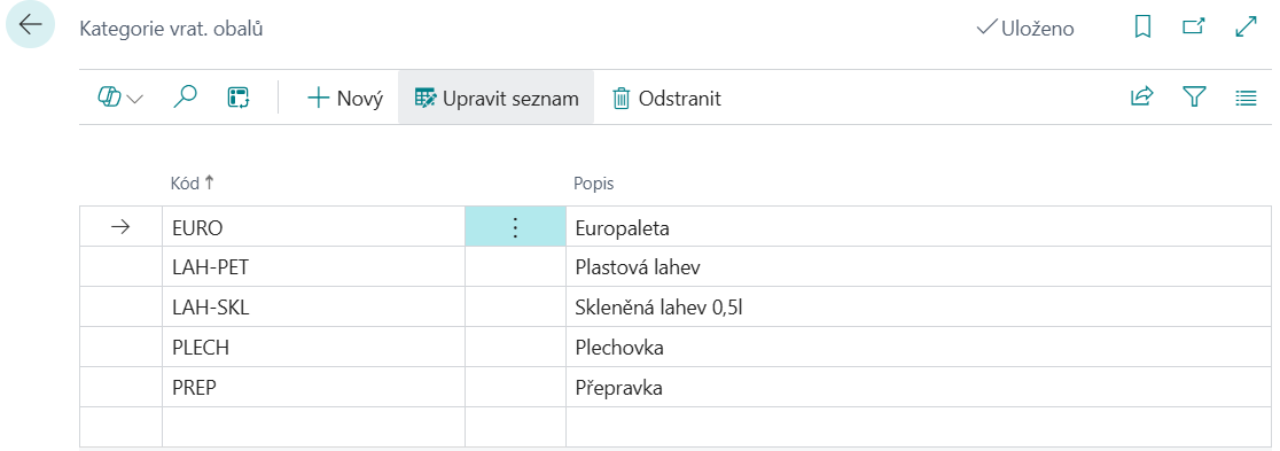 Kategorie vrat. obalů
Uloženo
Nový Upravit seznam Odstranit
Kód ↑ Popis
EURO Europaleta
LAH-PET Plastová lahev
LAH-SKL Skleněná lahev 0,5l
PLECH Plechovka
PREP Přepravka